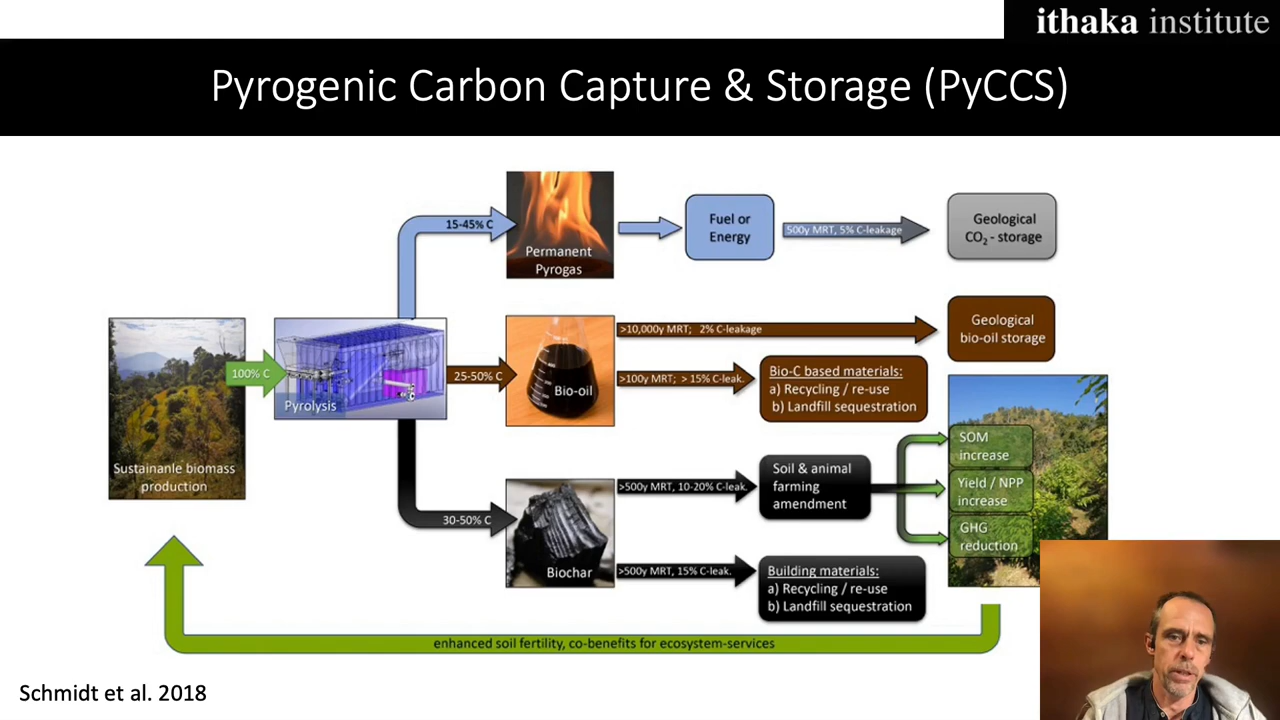 ithaka institute
Pyrogenic Carbon Capture & Storage (PyCCS)
15-45% C
Permanent
Pyrogas
Fuel or
Energy
500y MRT, 5% C-leakage
Geological
CO₂ - storage
100% C
Pyrolysis
Sustainanle biomass
production
25-50% C
Bio-oil
>10,000y MRT; 2% C-leakage
Geological
bio-oil storage
>100y MRT; > 15% C-leak.
Bio-C based materials:
a) Recycling / re-use
b) Landfill sequestration
30-50% C
Biochar
>500y MRT, 10-20% C-leak.
Soil & animal
farming
amendment
SOM
increase
Yield / NPP
increase
GHG
reduction
>500y MRT, 15% C-leak.
Building materials:
a) Recycling / re-use
b) Landfill sequestration
enhanced soil fertility, co-benefits for ecosystem-services
Schmidt et al. 2018